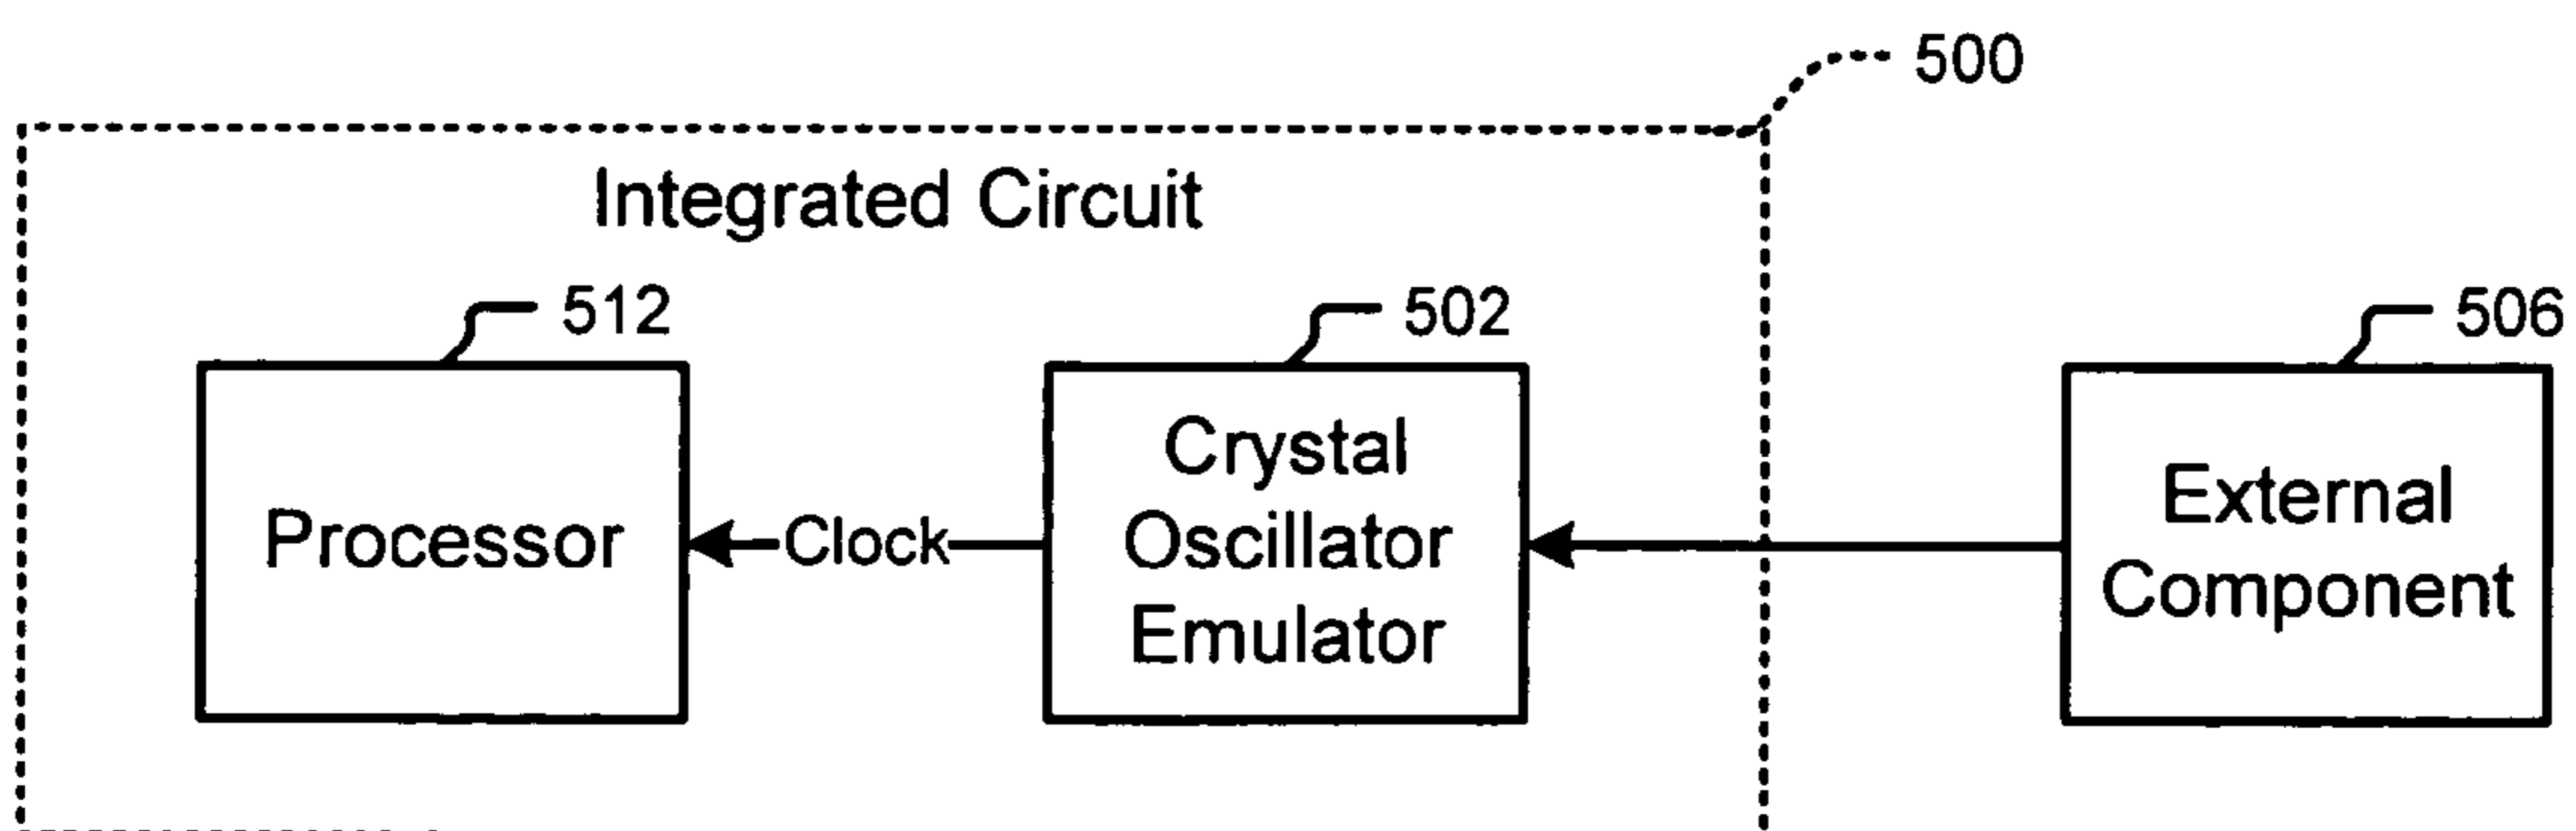 500
Integrated Circuit
512
502
506
Processor
Clock
Crystal
Oscillator
Emulator
External
Component